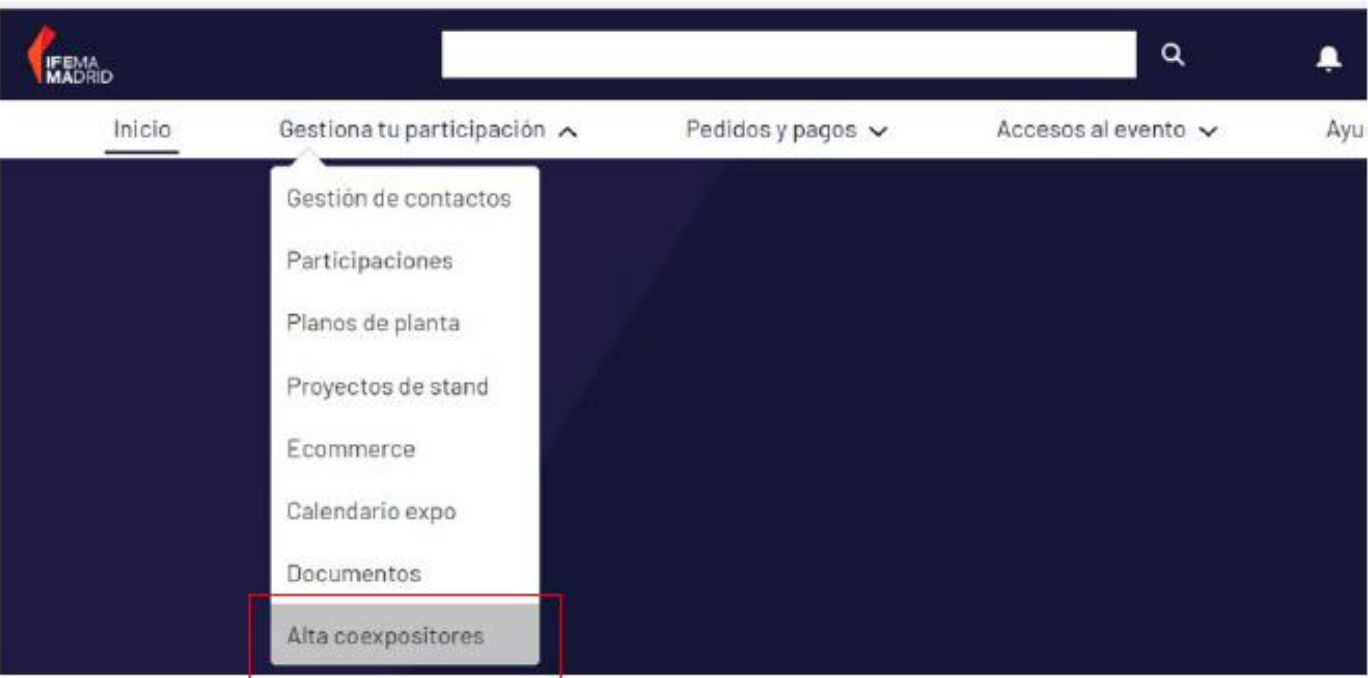 IFEMA
MADRID
Inicio
Gestiona tu participación
Pedidos y pagos
Accesos al evento
Ayu
Gestión de contactos
Participaciones
Planos de planta
Proyectos de stand
Ecommerce
Calendario expo
Documentos
Alta coexpositores